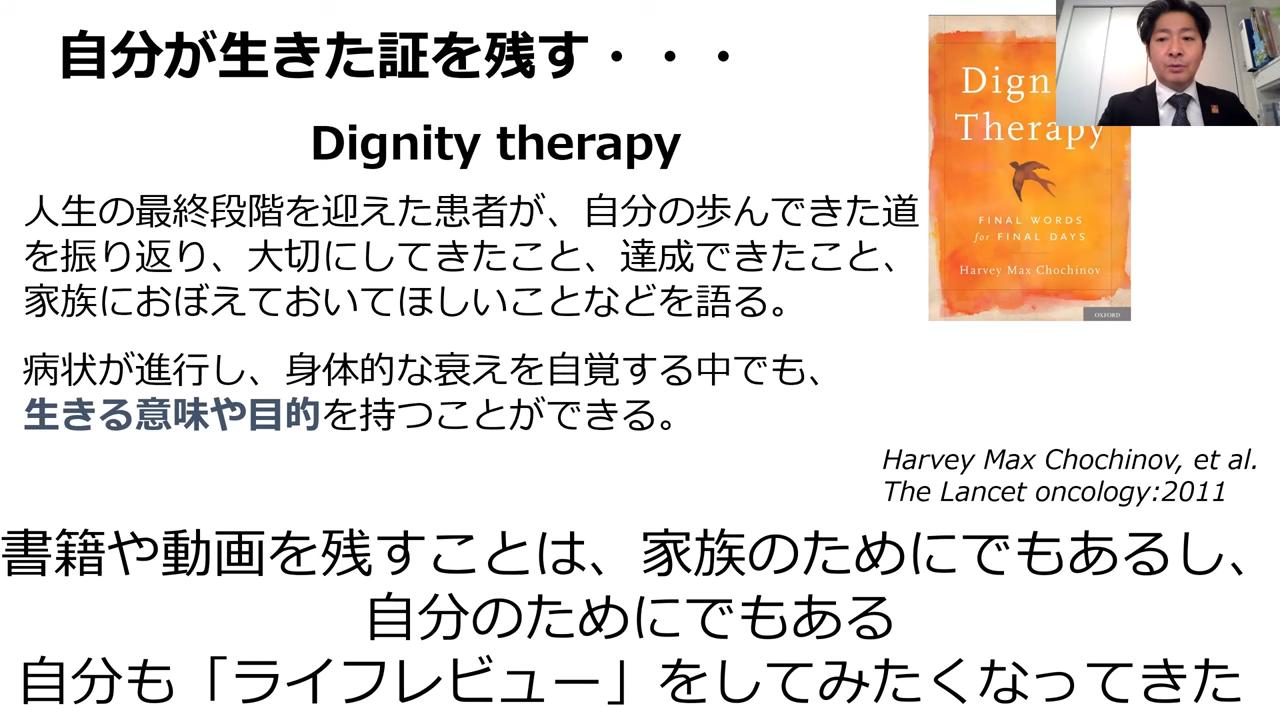 自分が生きた証を残す・・・
Dignity therapy
人生の最終段階を迎えた患者が、自分の歩んできた道
を振り返り、大切にしてきたこと、達成できたこと、
家族におぼえておいてほしいことなどを語る。
病状が進行し、身体的な衰えを自覚する中でも、
生きる意味や目的を持つことができる。
Dign
Therapy
FINAL WORDS
for FINAL DAYS
Harvey Max Chochinov
OXFORD
Harvey Max Chochinov, et al.
The Lancet oncology:2011
書籍や動画を残すことは、家族のためにでもあるし、
自分のためにでもある
自分も「ライフレビュー」をしてみたくなってきた